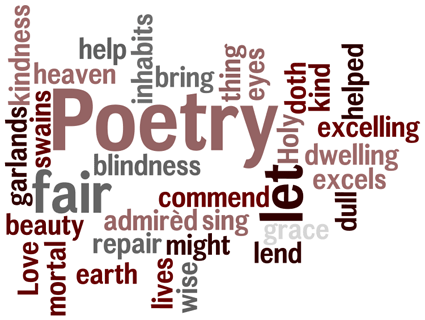 kindness
help
inhabits
heaven
bring
thing
eyes
doth
kind
helped
garlands
swains
Poetry
Holy
excelling
dwelling
excels
blindness
fair
commend
let
dull
beauty
admirèd
sing
grace
Love
mortal
repair
might
lend
earth
lives
wise